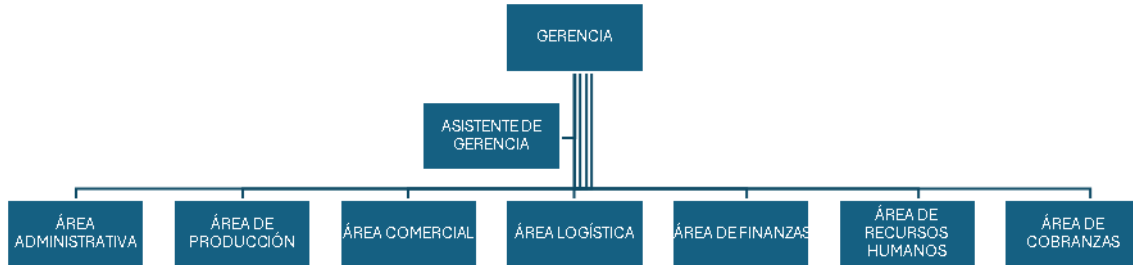 GERENCIA
ASISTENTE DE
GERENCIA
ÁREA
ADMINISTRATIVA
ÁREA DE
PRODUCCIÓN
ÁREA COMERCIAL
ÁREA LOGÍSTICA
ÁREA DE FINANZAS
ÁREA DE
RECURSOS
HUMANOS
ÁREA DE
COBRANZAS